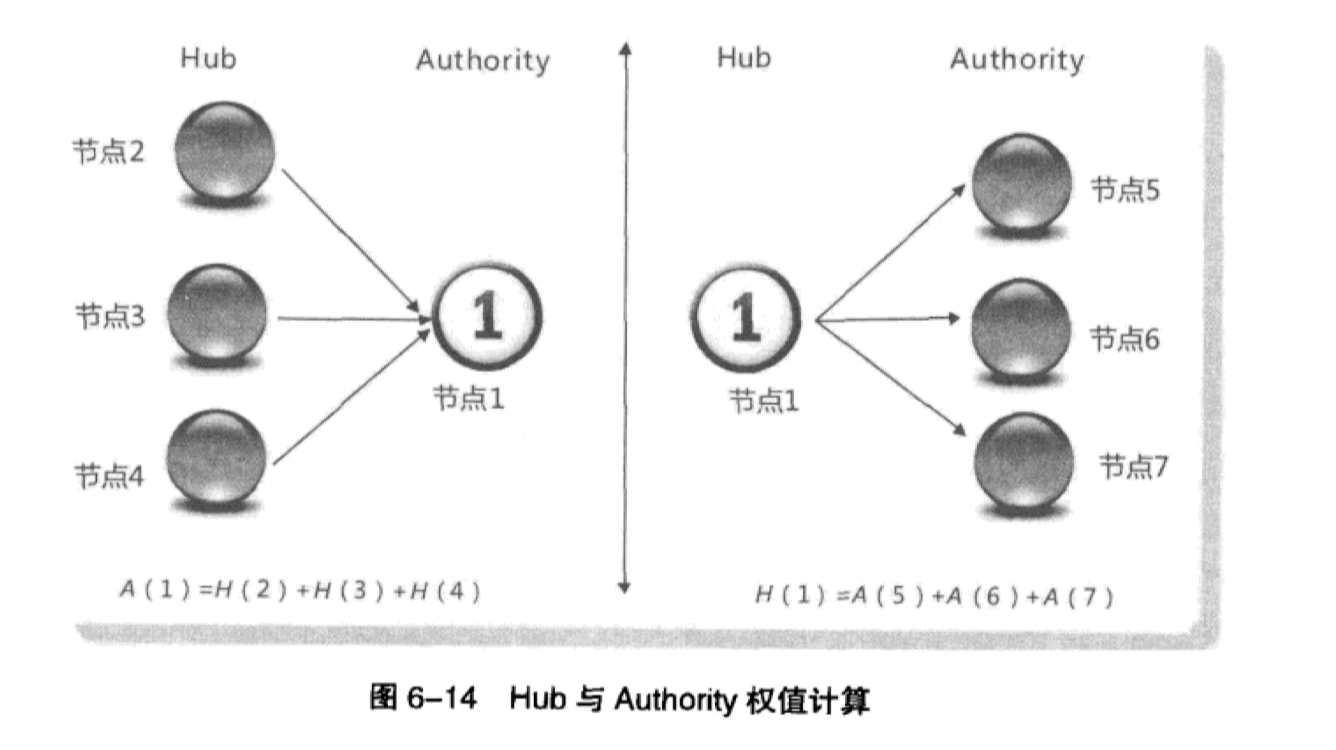 Hub Authority
节点2
节点3
1
节点1
节点4
A(1)=H(2)+H(3)+H(4)
Hub Authority
节点5
1
节点6
节点1
节点7
H(1)=A(5)+A(6)+A(7)
图 6-14 Hub 与 Authority 权值计算